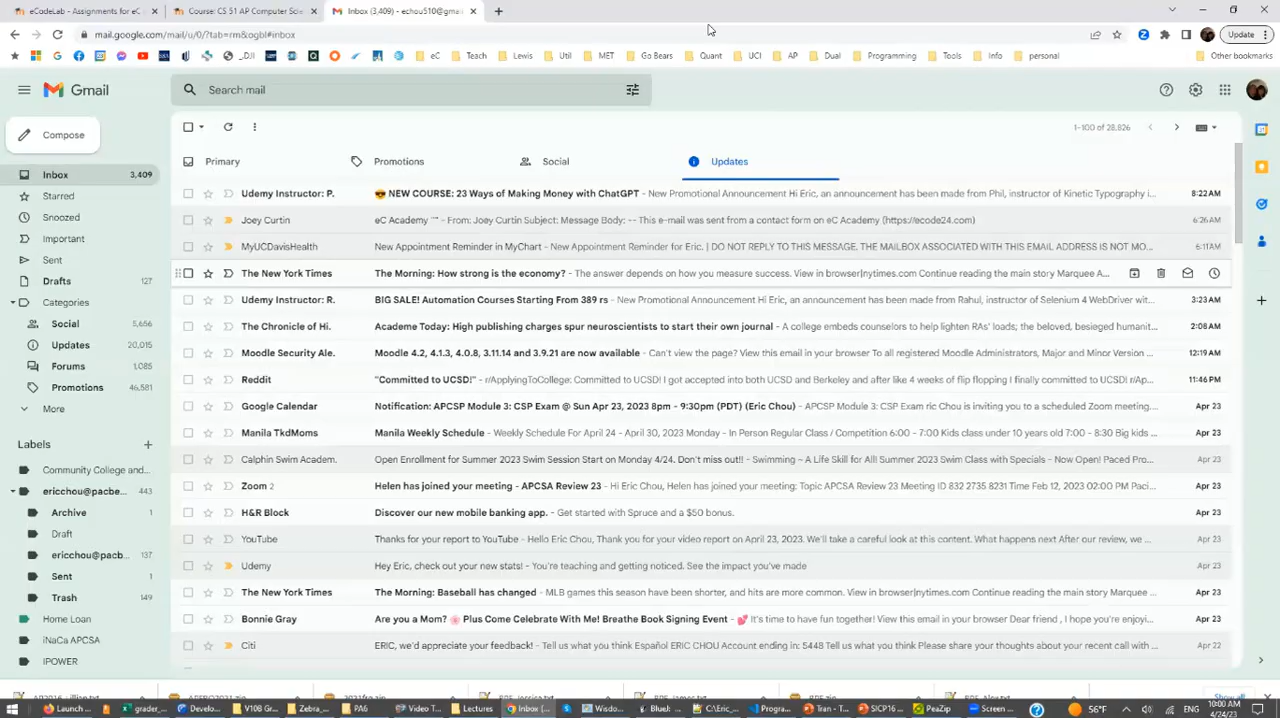 eCodeLab - Assignments for eC
Course: CS 51 AP Computer Scie
Inbox (3,409) - echou510@gmail
mail.google.com/mail/u/0/?tab=rm&ogbl#inbox
Update
_.DJI eC Teach Lewis Util MET Go Bears Quant UCI AP Dual Programming Tools Info personal Other bookmarks
Gmail
Search mail
Compose
1-100 of 28,826
Primary Promotions Social Updates
Inbox 3,409
Starred
Snoozed
Important
Sent
Drafts 127
Categories
Social 5,656
Updates 20,015
Forums 1,085
Promotions 46,581
More
Labels
Community College and...
ericchou@pacbe... 443
Archive 1
Draft
ericchou@pacb... 137
Sent 1
Trash 149
Home Loan
iNaCa APCSA
IPOWER
Udemy Instructor: P. 😎 NEW COURSE: 23 Ways of Making Money with ChatGPT - New Promotional Announcement Hi Eric, an announcement has been made from Phil, instructor of Kinetic Typography i... 8:22 AM
Joey Curtin eC Academy "" - From: Joey Curtin Subject: Message Body: -- This e-mail was sent from a contact form on eC Academy (https://ecode24.com) 6:26 AM
MyUCDavisHealth New Appointment Reminder in MyChart - New Appointment Reminder for Eric. | DO NOT REPLY TO THIS MESSAGE. THE MAILBOX ASSOCIATED WITH THIS EMAIL ADDRESS IS NOT MO... 6:11 AM
The New York Times The Morning: How strong is the economy? - The answer depends on how you measure success. View in browser|nytimes.com Continue reading the main story Marquee A...
Udemy Instructor: R. BIG SALE! Automation Courses Starting From 389 rs - New Promotional Announcement Hi Eric, an announcement has been made from Rahul, instructor of Selenium 4 WebDriver wit... 3:23 AM
The Chronicle of Hi. Academe Today: High publishing charges spur neuroscientists to start their own journal - A college embeds counselors to help lighten RAs' loads; the beloved, besieged humanit... 2:08 AM
Moodle Security Ale. Moodle 4.2, 4.1.3, 4.0.8, 3.11.14 and 3.9.21 are now available - Can't view the page? View this email in your browser To all registered Moodle Administrators, Major and Minor Version ... 12:19 AM
Reddit "Committed to UCSD!" - r/ApplyingToCollege: Committed to UCSD! I got accepted into both UCSD and Berkeley and after like 4 weeks of flip flopping I finally committed to UCSD! r/Ap... 11:46 PM
Google Calendar Notification: APCSP Module 3: CSP Exam @ Sun Apr 23, 2023 8pm - 9:30pm (PDT) (Eric Chou) - APCSP Module 3: CSP Exam ric Chou is inviting you to a scheduled Zoom meeting. Apr 23
Manila TkdMoms Manila Weekly Schedule - Weekly Schedule For April 24 - April 30, 2023 Monday - In Person Regular Class / Competition 6:00 - 7:00 Kids class under 10 years old 7:00 - 8:30 Big kids ... Apr 23
Calphin Swim Academ. Open Enrollment for Summer 2023 Swim Session Start on Monday 4/24. Don't miss out!! - Swimming ~ A Life Skill for All! Summer 2023 Swim Class with Specials ~ Now Open! Paced Pro... Apr 23
Zoom 2 Helen has joined your meeting - APCSA Review 23 - Hi Eric Chou, Helen has joined your meeting: Topic APCSA Review 23 Meeting ID 832 2735 8231 Time Feb 12, 2023 02:00 PM Paci... Apr 23
H&R Block Discover our new mobile banking app. - Get started with Spruce and a $50 bonus. Apr 23
YouTube Thanks for your report to YouTube - Hello Eric Chou, Thank you for your video report on April 23, 2023. We'll take a careful look at this content. What happens next After our review, we ... Apr 23
Udemy Hey Eric, check out your new stats! - You're teaching and getting noticed. See the impact you've made Apr 23
The New York Times The Morning: Baseball has changed - MLB games this season have been shorter, and hits are more common. View in browser|nytimes.com Continue reading the main story Marquee ... Apr 23
Bonnie Gray Are you a Mom? 🌸 Plus Come Celebrate With Me! Breathe Book Signing Event - 💕 It's time to have fun together! View this email in your browser Dear friend , I hope you're enjoyi... Apr 23
Citi ERIC, we'd appreciate your feedback! - Tell us what you think Español ERIC CHOU Account ending in: 5448 Tell us what you think Please share your thoughts about your recent call with ... Apr 22
Show all
Launch ... grader_... Develo... V108 G... Zebra_... PA6 Video T... Lectures Inbox (... Wisdo... BlueJ: ... C:\Eric... Progra... SICP16 ... PeaZip Screen ... 56°F 10:00 AM
4/24/23